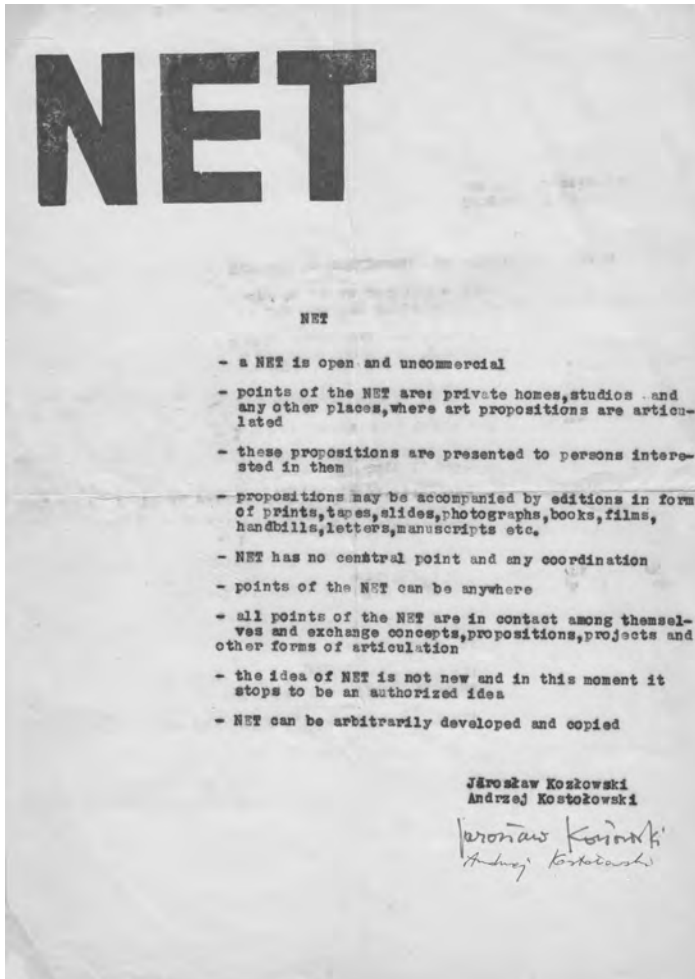 NET
NET
- a NET is open and uncommercial
- points of the NET are: private homes,studios and
any other places,where art propositions are articu-
lated
- these propositions are presented to persons intere-
sted in them
- propositions may be accompanied by editions in form
of prints,tapes,slides,photographs,books,films,
handbills,letters,manuscripts etc.
- NET has no central point and any coordination
- points of the NET can be anywhere
- all points of the NET are in contact among themsel-
ves and exchange concepts,propositions,projects and
other forms of articulation
- the idea of NET is not new and in this moment it
stops to be an authorized idea
- NET can be arbitrarily developed and copied
Jarosław Kozłowski
Andrzej Kostołowski
Jarosław Kozłowski
Andrzej Kostołowski